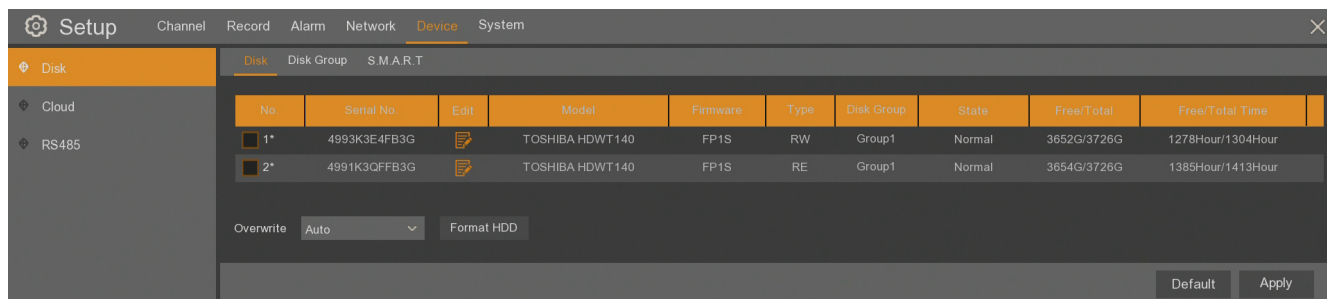 Setup Channel Record Alarm Network Device System
Disk
Cloud
RS485
Disk Disk Group S.M.A.R.T
No. Serial No. Edit Model Firmware Type Disk Group State Free/Total Free/Total Time
1* 4993K3E4FB3G TOSHIBA HDWT140 FP1S RW Group1 Normal 3652G/3726G 1278Hour/1304Hour
2* 4991K3QFFB3G TOSHIBA HDWT140 FP1S RE Group1 Normal 3654G/3726G 1385Hour/1413Hour
Overwrite Auto Format HDD
Default Apply